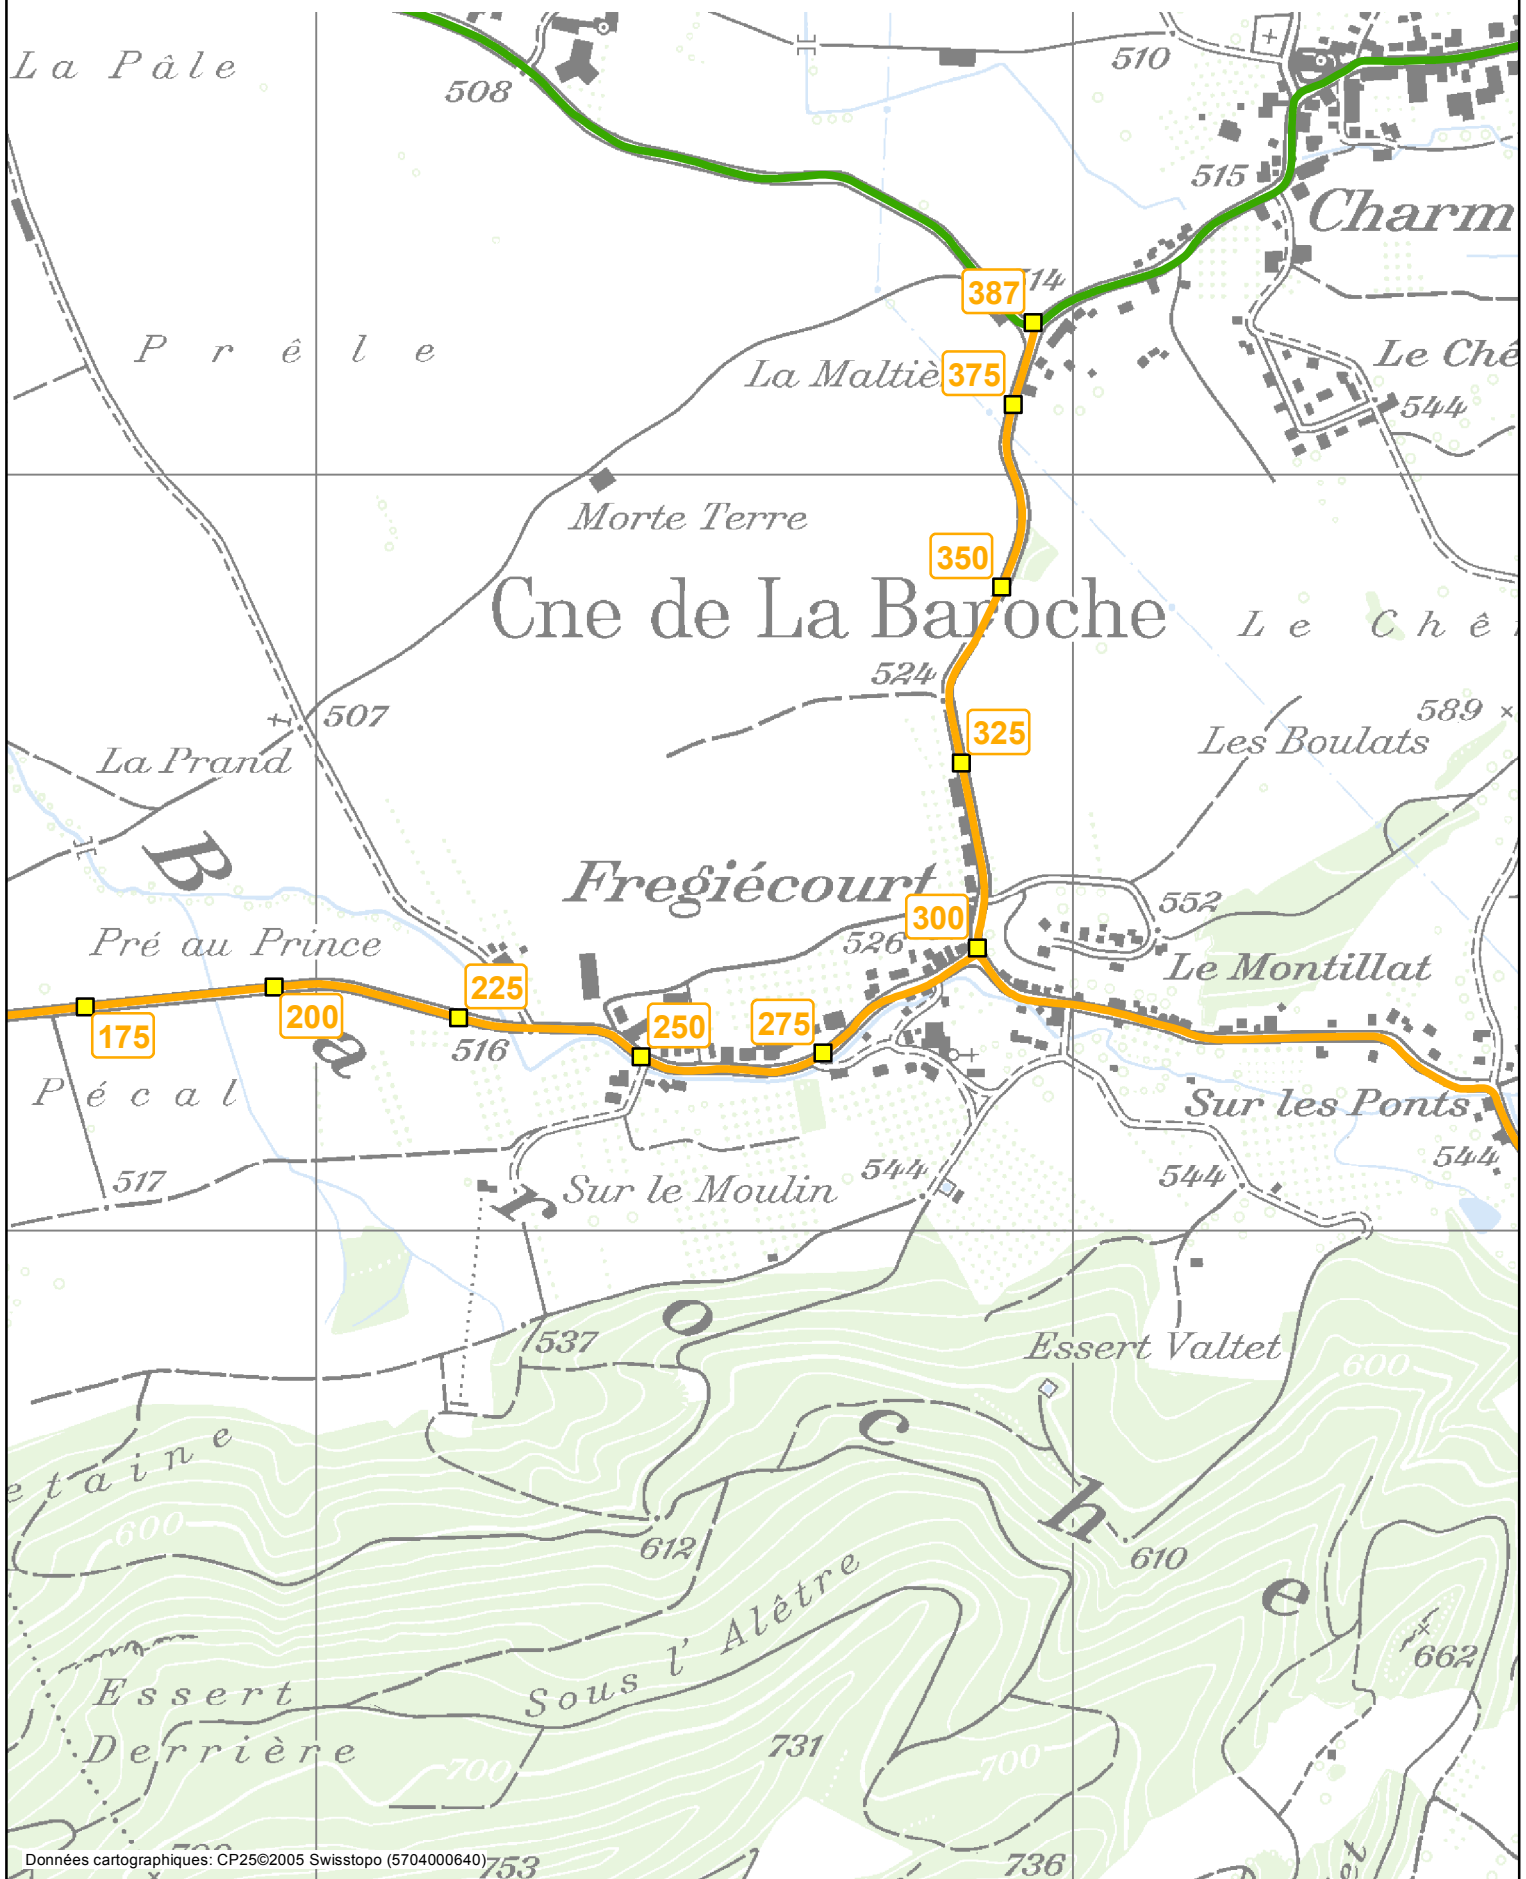 La Pâle
508
510
515
Charm
387
14
Prêle
La Maltiè
375
Le Chê
544
Morte Terre
350
Cne de La Baroche
Le Chê
524
507
589
325
Les Boulats
La Prand
Baroche
Fregiécourt
552
300
526
Pré au Prince
Le Montillat
225
200
175
250
275
516
Pécal
Sur les Ponts
517
Sur le Moulin
544
544
544
537
Essert Valtet
600
etaine
600
612
610
Sous l'Alêtre
662
Essert
Derrière
731
700
700
Données cartographiques: CP25©2005 Swisstopo (5704000640)
753
736